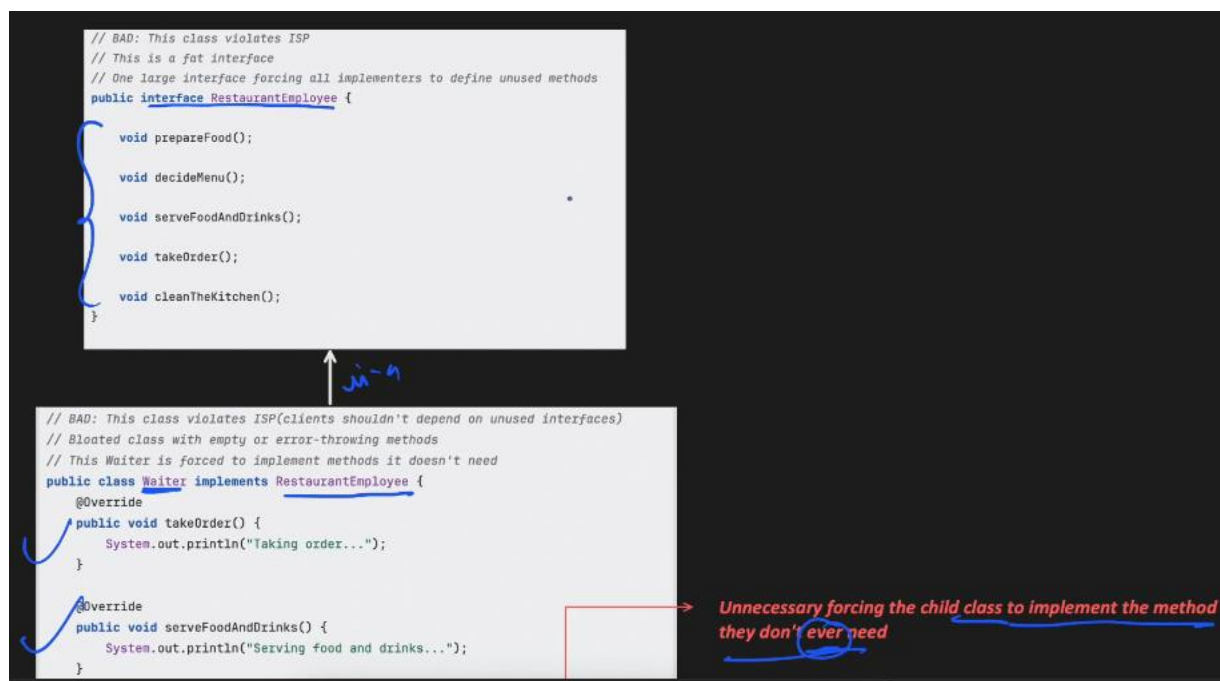 // BAD: This class violates ISP
// This is a fat interface
// One large interface forcing all implementers to define unused methods
public interface RestaurantEmployee {
void prepareFood();
void decideMenu();
void serveFoodAndDrinks();
void takeOrder();
void cleanTheKitchen();
}
is-a
// BAD: This class violates ISP(clients shouldn't depend on unused interfaces)
// Bloated class with empty or error-throwing methods
// This Waiter is forced to implement methods it doesn't need
public class Waiter implements RestaurantEmployee {
@Override
public void takeOrder() {
System.out.println("Taking order...");
}
@Override
public void serveFoodAndDrinks() {
System.out.println("Serving food and drinks...");
}
Unnecessary forcing the child class to implement the method
they don't ever need